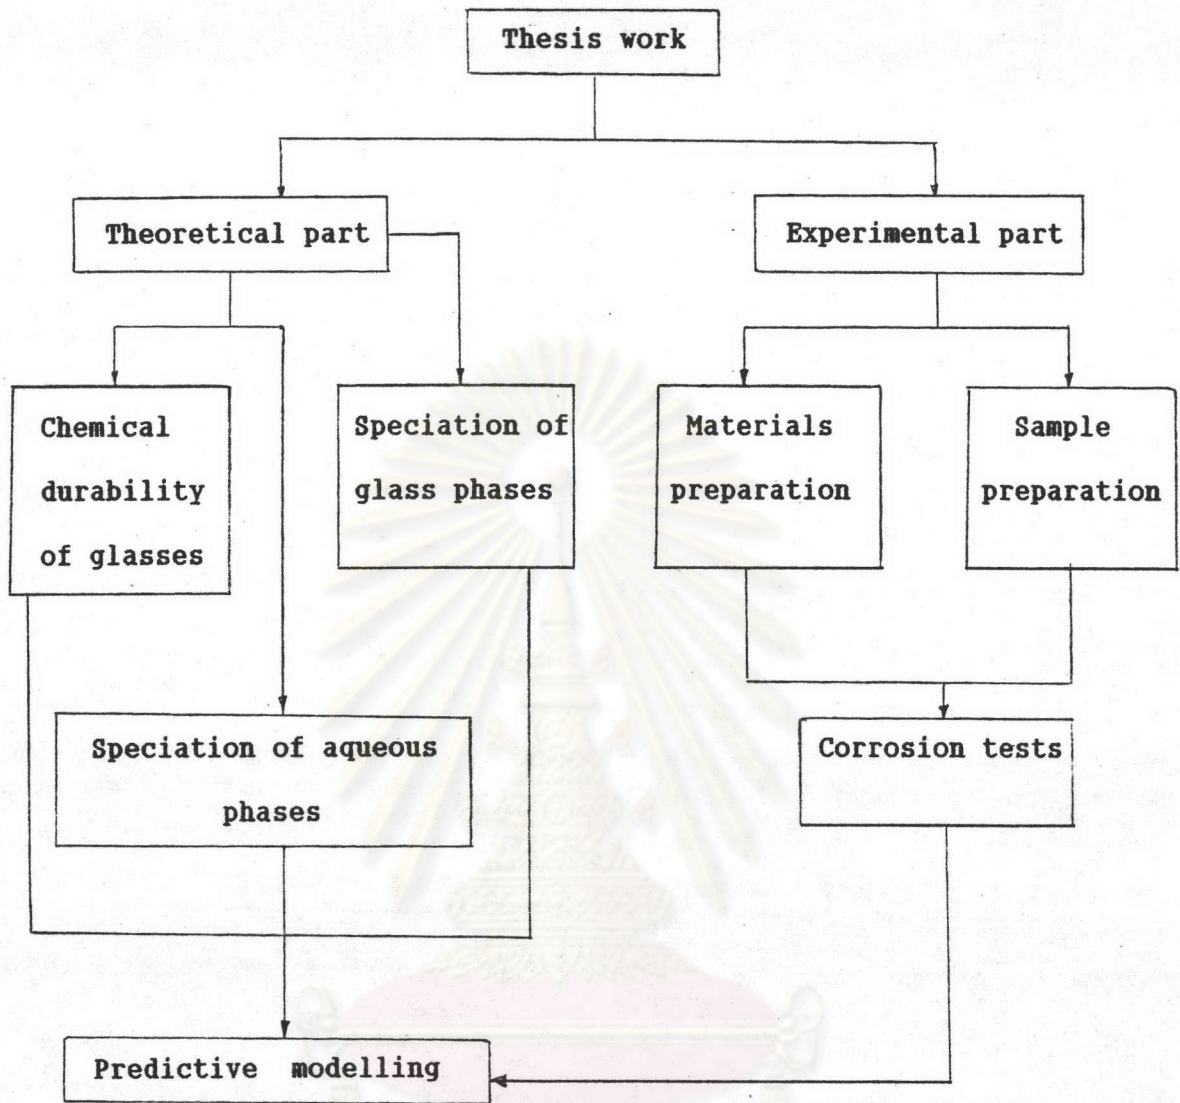 Thesis work
Theoretical part
Experimental part
Chemical
durability
of glasses
Speciation of
glass phases
Materials
preparation
Sample
preparation
Speciation of aqueous
phases
Corrosion tests
Predictive modelling